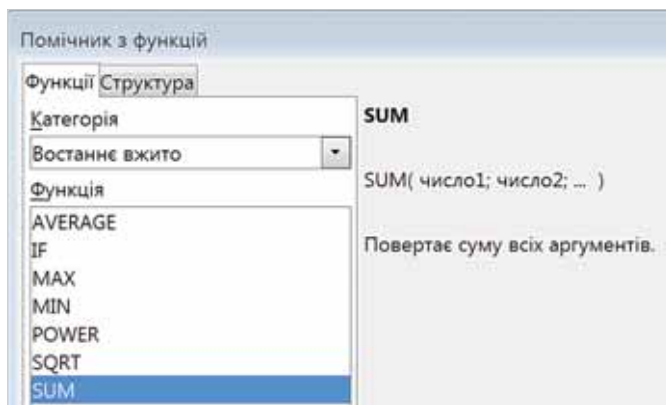 Помічник з функцій
Функції Структура
Категорія
Востаннє вжито
Функція
AVERAGE
IF
MAX
MIN
POWER
SQRT
SUM
SUM
SUM( число1; число2; ... )
Повертає суму всіх аргументів.